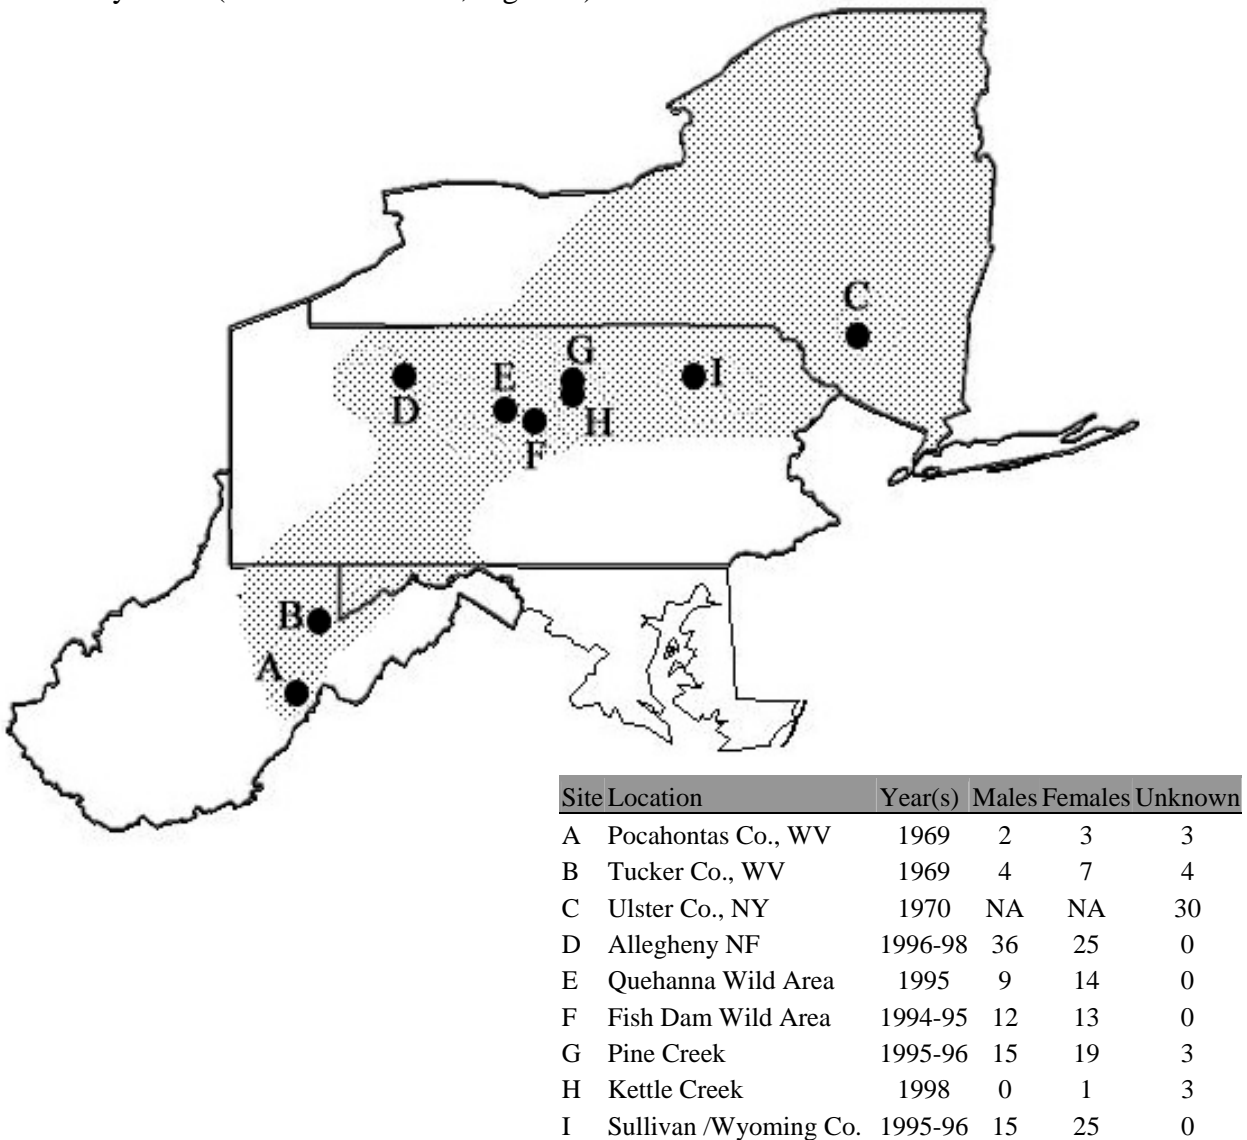 C
G
E
I
D
H
F
B
A
Site Location Year(s) Males Females Unknown
A Pocahontas Co., WV 1969 2 3 3
B Tucker Co., WV 1969 4 7 4
C Ulster Co., NY 1970 NA NA 30
D Allegheny NF 1996-98 36 25 0
E Quehanna Wild Area 1995 9 14 0
F Fish Dam Wild Area 1994-95 12 13 0
G Pine Creek 1995-96 15 19 3
H Kettle Creek 1998 0 1 3
I Sullivan /Wyoming Co. 1995-96 15 25 0